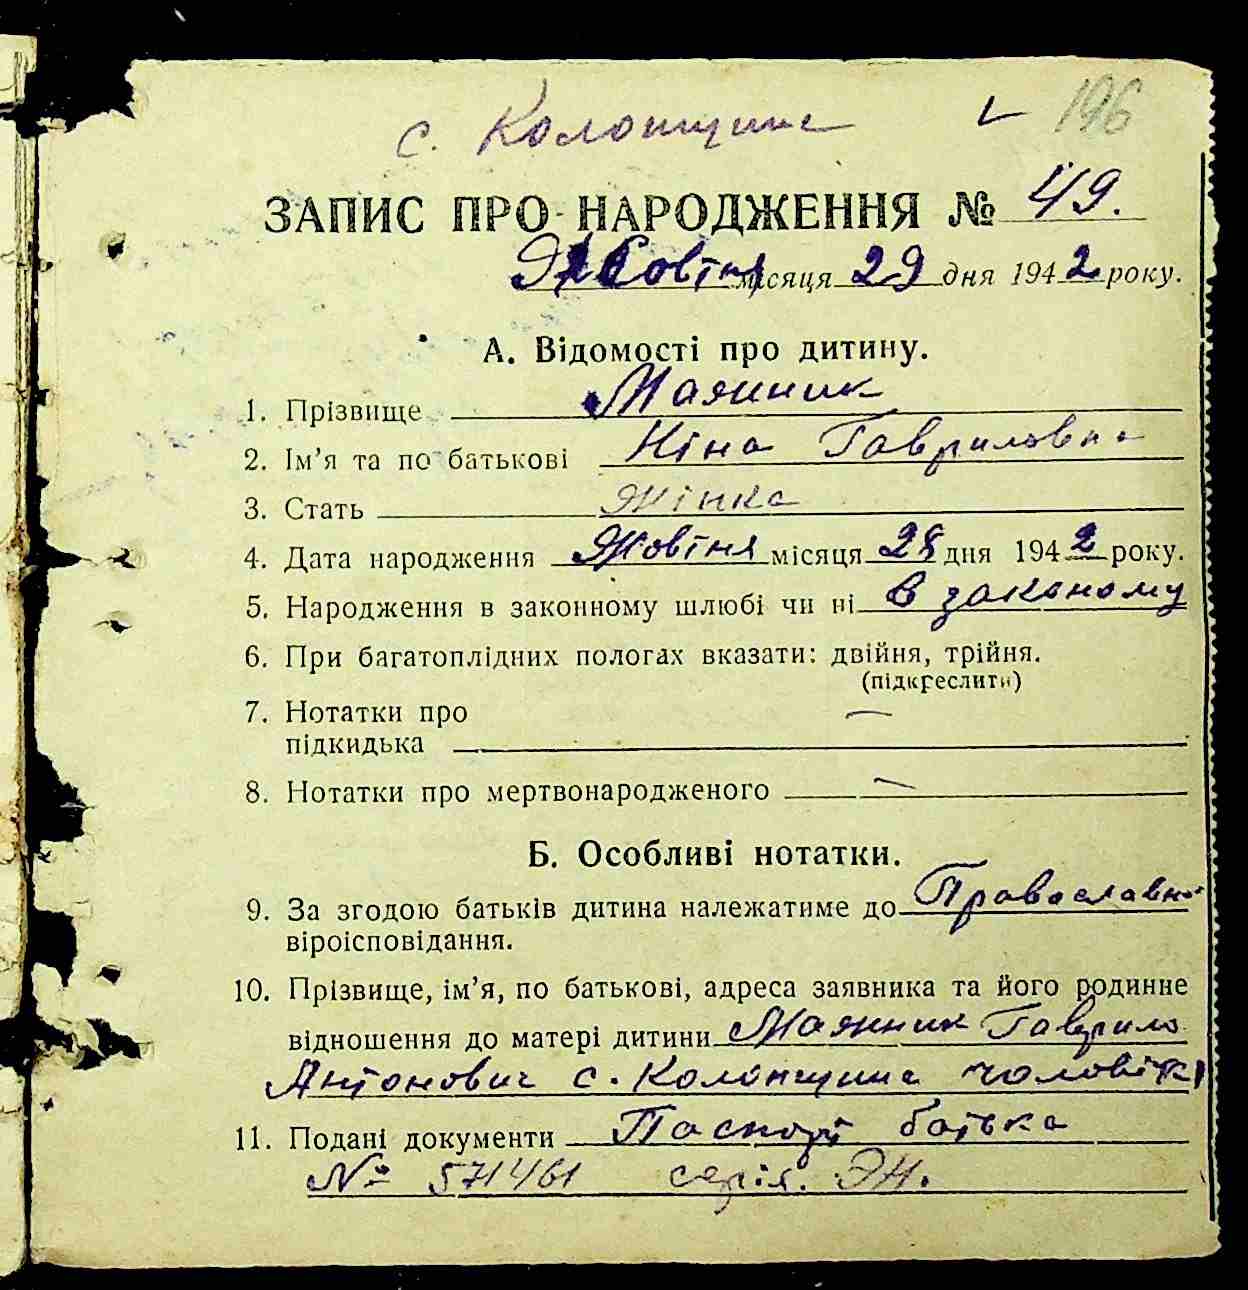 с. Колонщина
196
ЗАПИС ПРО НАРОДЖЕННЯ № 49.
Жовтня місяця 29 дня 1942 року.
А. Відомості про дитину.
1. Прізвище Маянник
2. Ім'я та по батькові Ніна Гавриловна
3. Стать Жінка
4. Дата народження Жовтня місяця 28 дня 1942 року.
5. Народження в законному шлюбі чи ні в законому
6. При багатоплідних пологах вказати: двійня, трійня.
(підкреслити)
7. Нотатки про —
підкидька
8. Нотатки про мертвонародженого —
Б. Особливі нотатки.
9. За згодою батьків дитина належатиме до Православно
віроісповідання.
10. Прізвище, ім'я, по батькові, адреса заявника та його родинне
відношення до матері дитини Маянник Гаврило
Антонович с. Колонщина чоловік
11. Подані документи Паспорт батька
№ 571461 серія. ЭН.